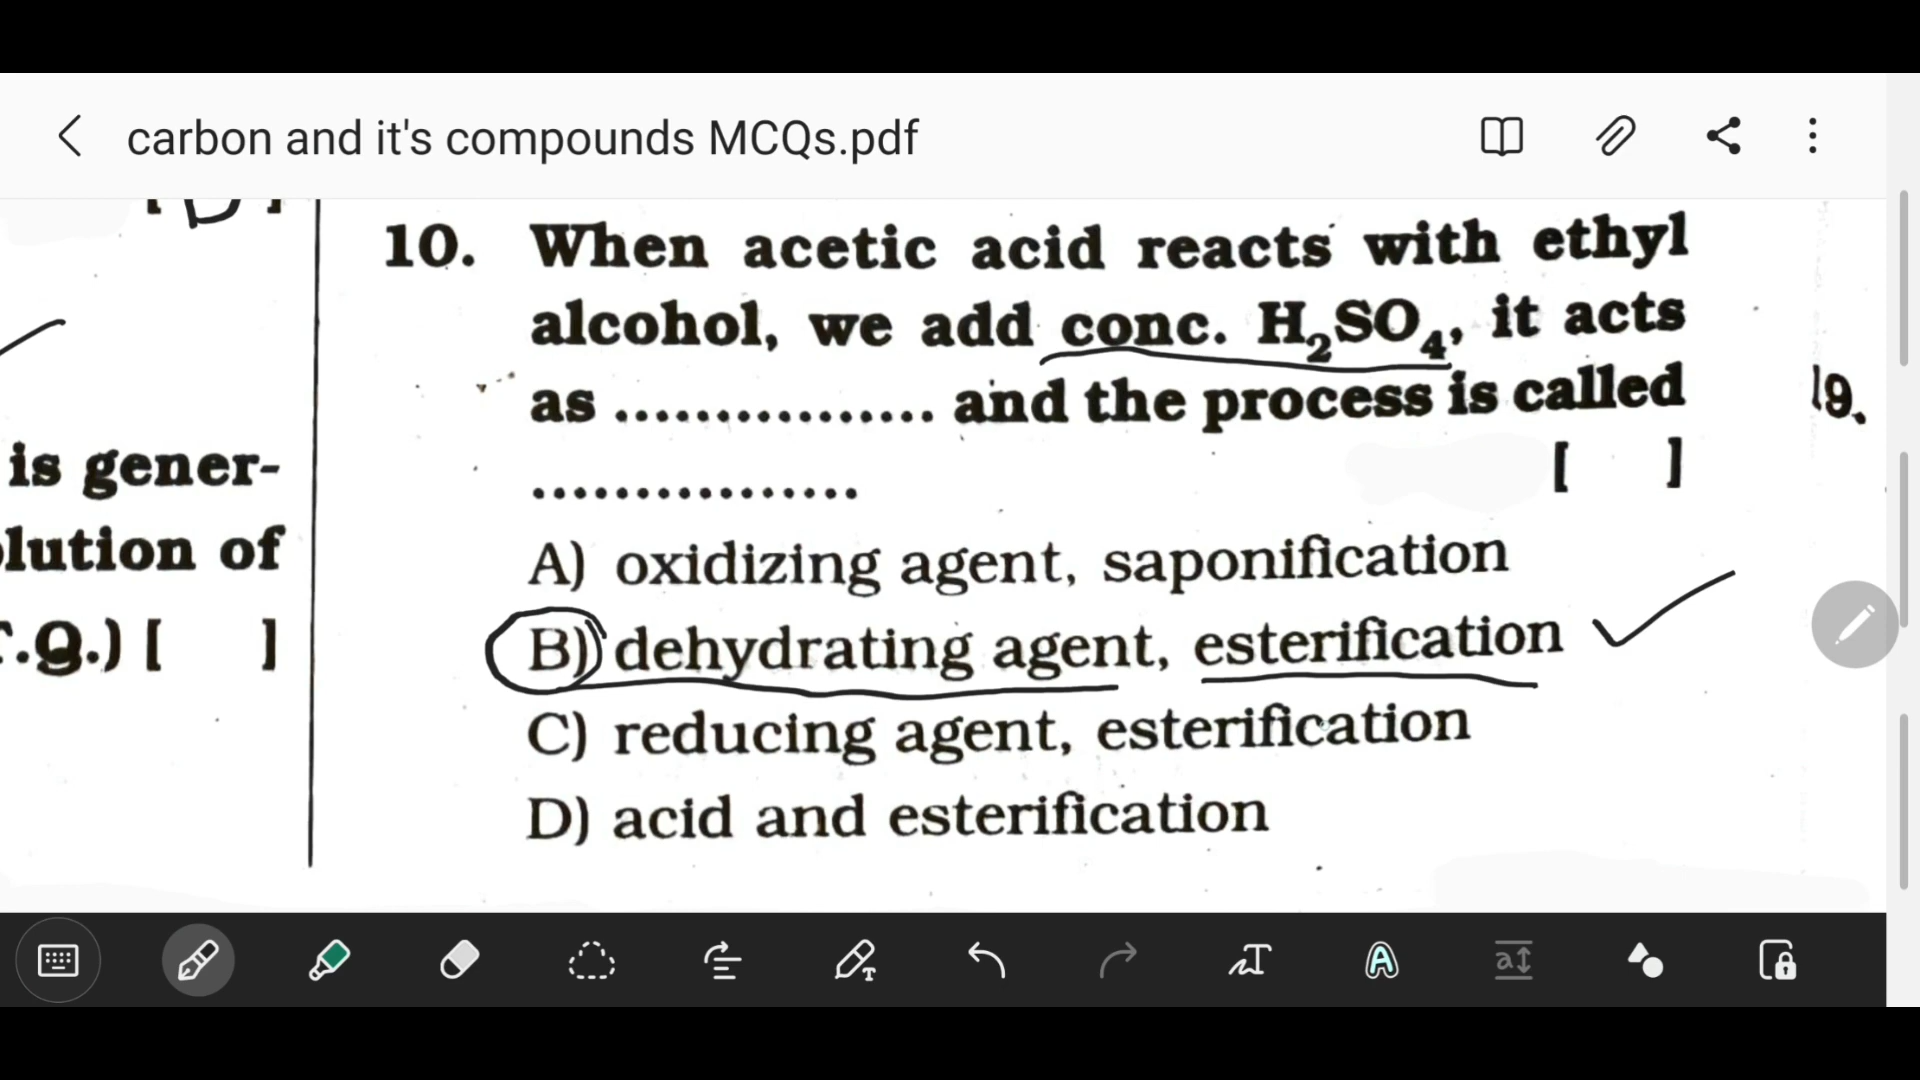 carbon and it's compounds MCQs.pdf
is gener-
lution of
.Q.) [ ]
10. When acetic acid reacts with ethyl
alcohol, we add conc. H₂SO₄, it acts
as ................ and the process is called
................ [ ]
A) oxidizing agent, saponification
B) dehydrating agent, esterification
C) reducing agent, esterification
D) acid and esterification
19.